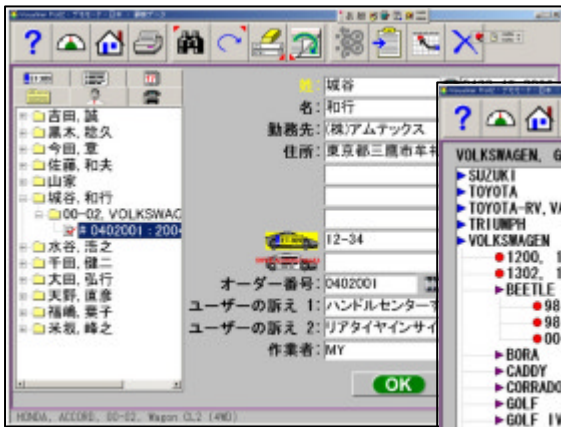 姓: 城谷
名: 和行
勤務先: (株)アムテックス
住所: 東京都三鷹市牟礼
12-34
オーダー番号: 0402001
ユーザーの訴え 1: ハンドルセンターず
ユーザーの訴え 2: リアタイヤインサイ
作業者: MY
OK
吉田, 誠
黒木, 稔久
今田, 章
佐藤, 和夫
山家
城谷, 和行
00-02, VOLKSWAG
# 0402001 : 200
水谷, 浩之
千田, 健二
大田, 弘行
天野, 直彦
福嶋, 葉子
米坂, 峰之
HONDA, ACCORD, 00-02, Wagon CL2 (4WD)
VOLKSWAGEN, G
SUZUKI
TOYOTA
TOYOTA-RV, VA
TRIUMPH
VOLKSWAGEN
1200, 1
1302, 1
BEETLE
98
98
00
BORA
CADDY
CORRADO
GOLF
GOLF IV